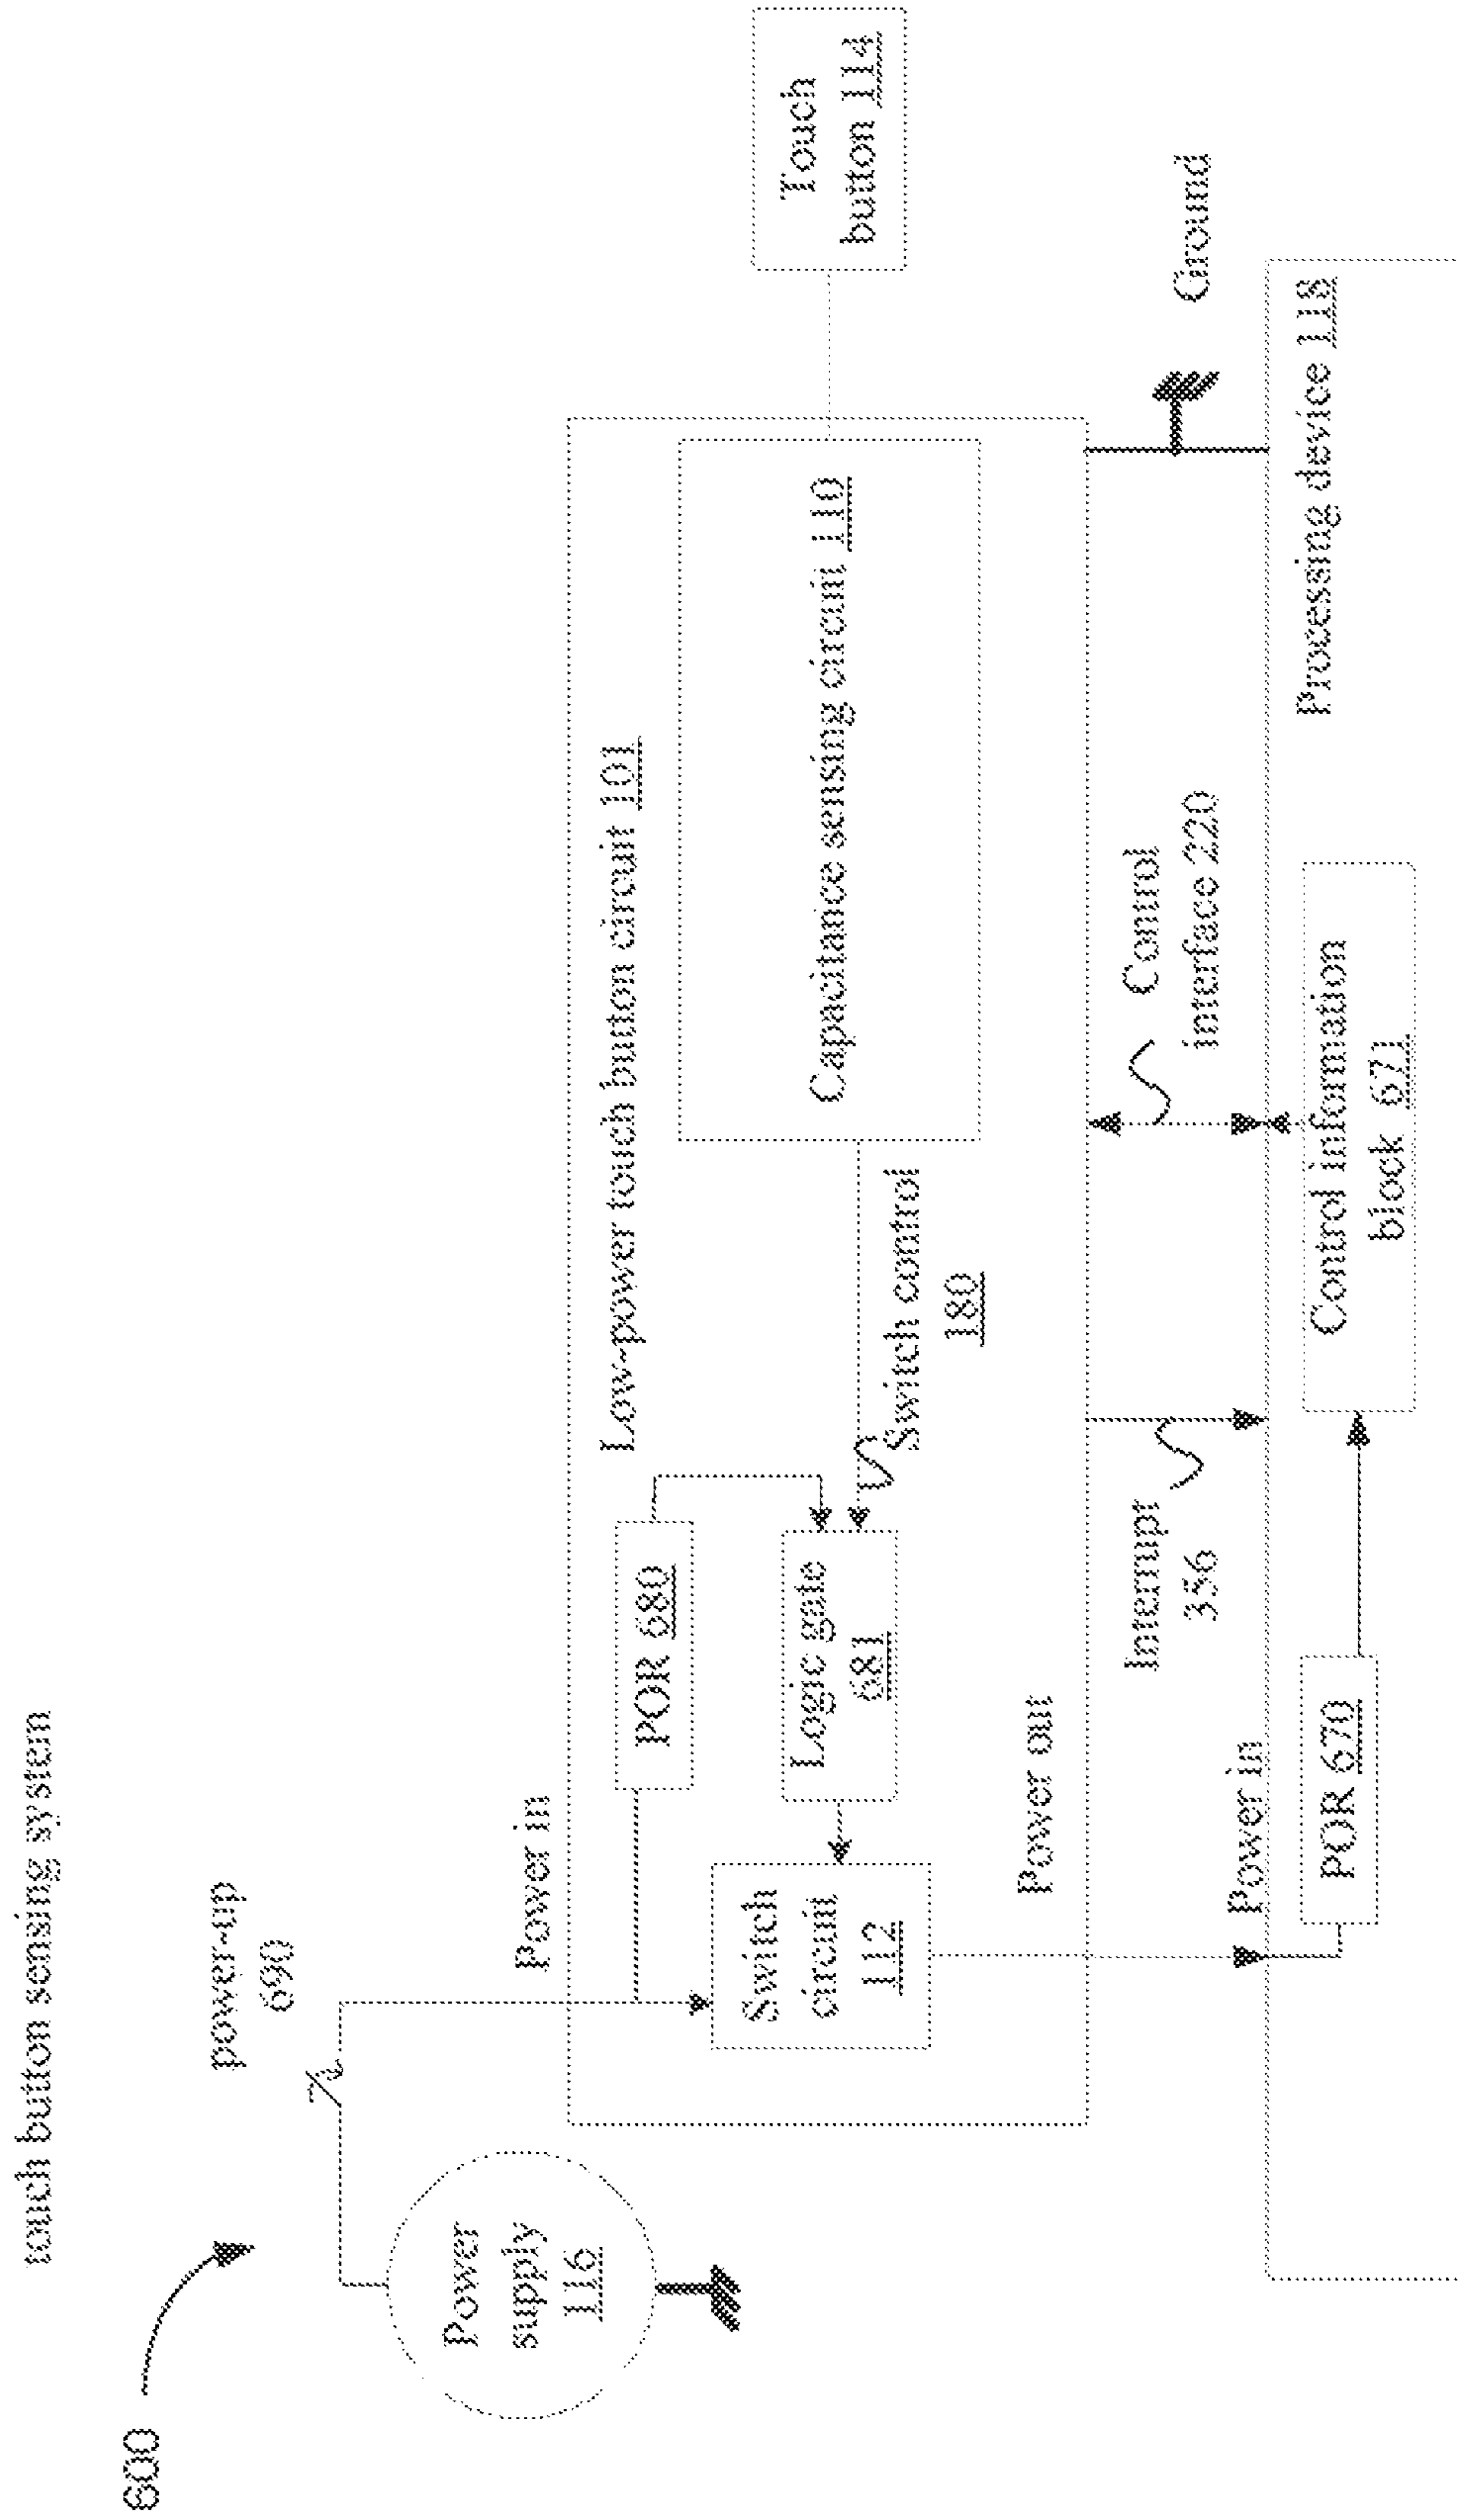 touch button sensing system
600
power-up
690
Power
supply
116
Power in
Low-power touch button circuit 101
POR 680
Switch
circuit
112
Logic gate
681
Switch control
180
Capacitance sensing circuit 110
Touch
button 114
Power out
Interrupt
356
Control
interface 220
Ground
Power in
Processing device 118
POR 670
Control information
block 671